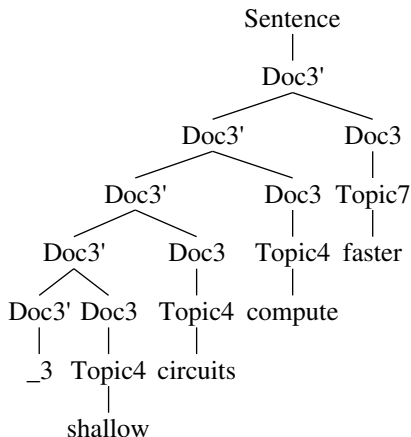 Sentence
Doc3'
Doc3' Doc3
Doc3' Doc3 Topic7
Doc3' Doc3 Topic4 faster
Doc3' Doc3 Topic4 compute
_3 Topic4 circuits
shallow